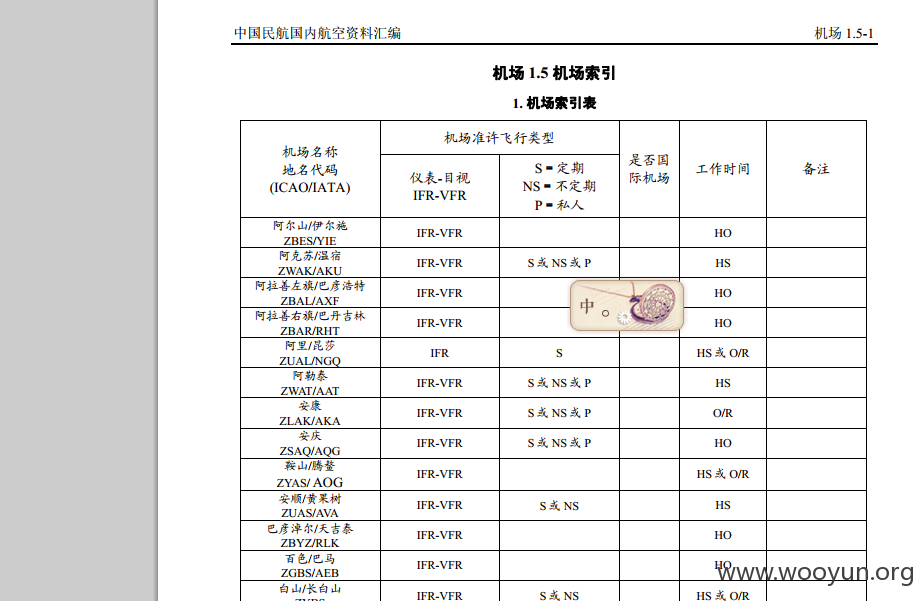 中国民航国内航空资料汇编 机场 1.5-1
机场 1.5 机场索引
1. 机场索引表
机场名称
地名代码
(ICAO/IATA)
机场准许飞行类型
仪表-目视
IFR-VFR
S = 定期
NS = 不定期
P = 私人
是否国
际机场
工作时间
备注
阿尔山/伊尔施
ZBES/YIE
IFR-VFR
HO
阿克苏/温宿
ZWAK/AKU
IFR-VFR
S 或 NS 或 P
HS
阿拉善左旗/巴彦浩特
ZBAL/AXF
IFR-VFR
HO
阿拉善右旗/巴丹吉林
ZBAR/RHT
IFR-VFR
HO
中 。
阿里/昆莎
ZUAL/NGQ
IFR
S
HS 或 O/R
阿勒泰
ZWAT/AAT
IFR-VFR
S 或 NS 或 P
HS
安康
ZLAK/AKA
IFR-VFR
S 或 NS 或 P
O/R
安庆
ZSAQ/AQG
IFR-VFR
S 或 NS 或 P
HO
鞍山/腾鳌
ZYAS/ AOG
IFR-VFR
HS 或 O/R
安顺/黄果树
ZUAS/AVA
IFR-VFR
S 或 NS
HS
巴彦淖尔/天吉泰
ZBYZ/RLK
IFR-VFR
HO
百色/巴马
ZGBS/AEB
IFR-VFR
HO
www.wooyun.org
白山/长白山
IFR-VFR
S 或 NS
HS 或 O/R